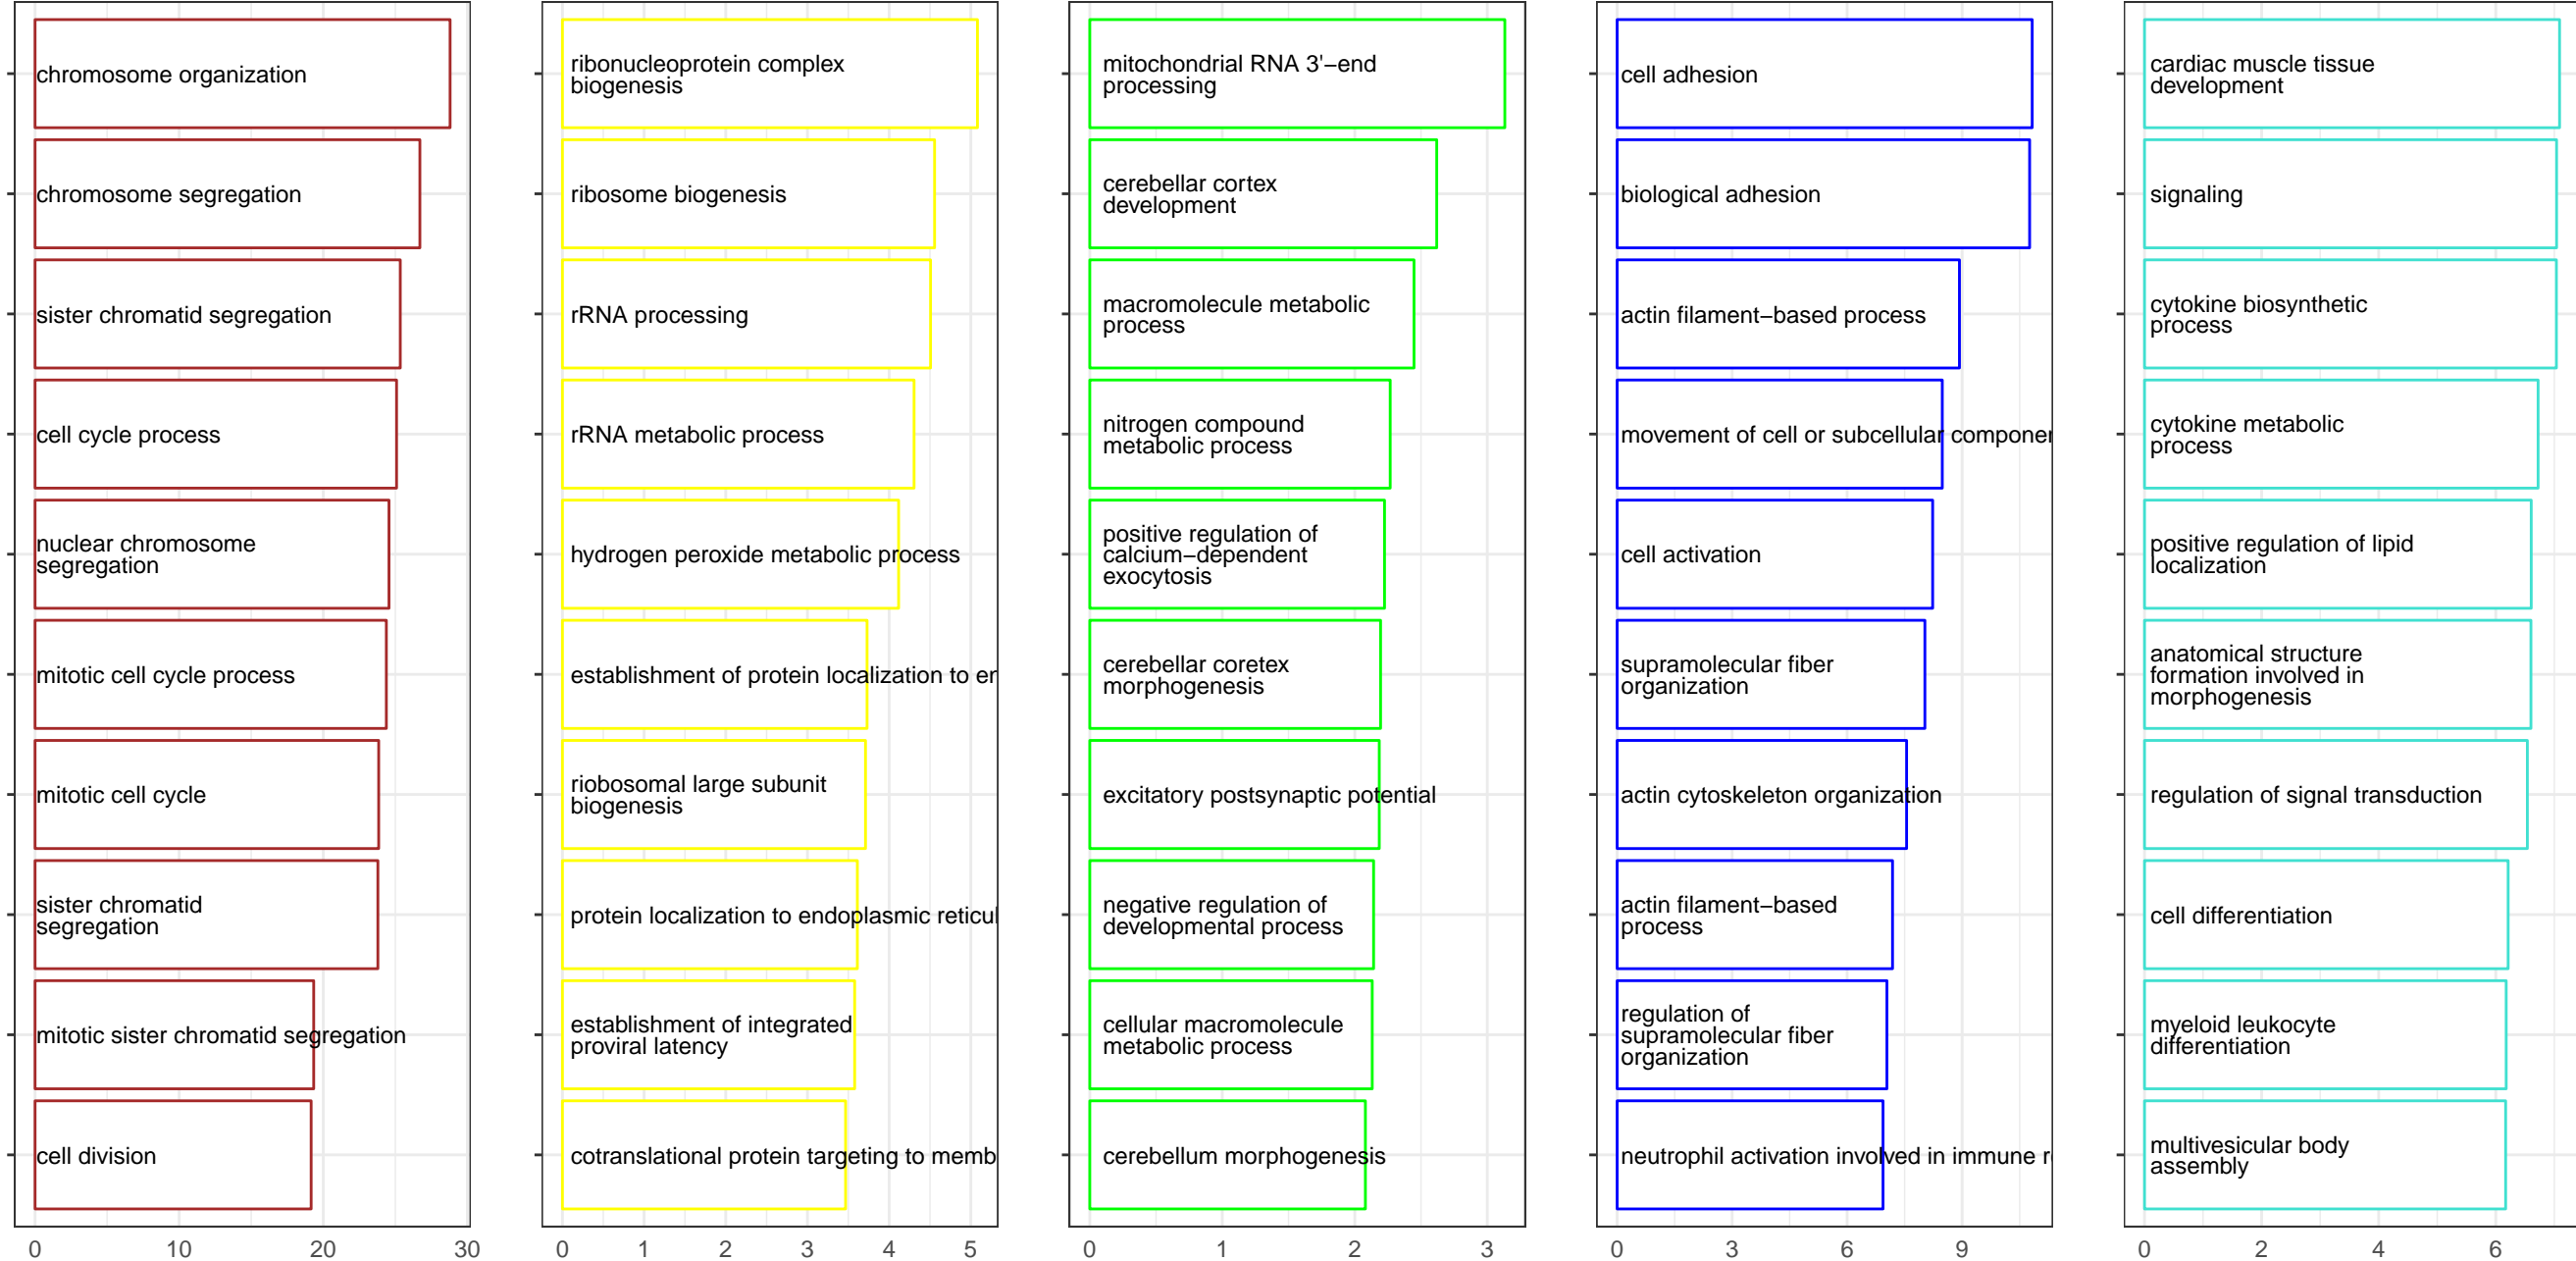 chromosome organization
chromosome segregation
sister chromatid segregation
cell cycle process
nuclear chromosome
segregation
mitotic cell cycle process
mitotic cell cycle
sister chromatid
segregation
mitotic sister chromatid segregation
cell division
0 10 20 30
ribonucleoprotein complex
biogenesis
ribosome biogenesis
rRNA processing
rRNA metabolic process
hydrogen peroxide metabolic process
establishment of protein localization to er
riobosomal large subunit
biogenesis
protein localization to endoplasmic reticul
establishment of integrated
proviral latency
cotranslational protein targeting to memb
0 1 2 3 4 5
mitochondrial RNA 3'−end
processing
cerebellar cortex
development
macromolecule metabolic
process
nitrogen compound
metabolic process
positive regulation of
calcium−dependent
exocytosis
cerebellar coretex
morphogenesis
excitatory postsynaptic potential
negative regulation of
developmental process
cellular macromolecule
metabolic process
cerebellum morphogenesis
0 1 2 3
cell adhesion
biological adhesion
actin filament−based process
movement of cell or subcellular componen
cell activation
supramolecular fiber
organization
actin cytoskeleton organization
actin filament−based
process
regulation of
supramolecular fiber
organization
neutrophil activation involved in immune r
0 3 6 9
cardiac muscle tissue
development
signaling
cytokine biosynthetic
process
cytokine metabolic
process
positive regulation of lipid
localization
anatomical structure
formation involved in
morphogenesis
regulation of signal transduction
cell differentiation
myeloid leukocyte
differentiation
multivesicular body
assembly
0 2 4 6